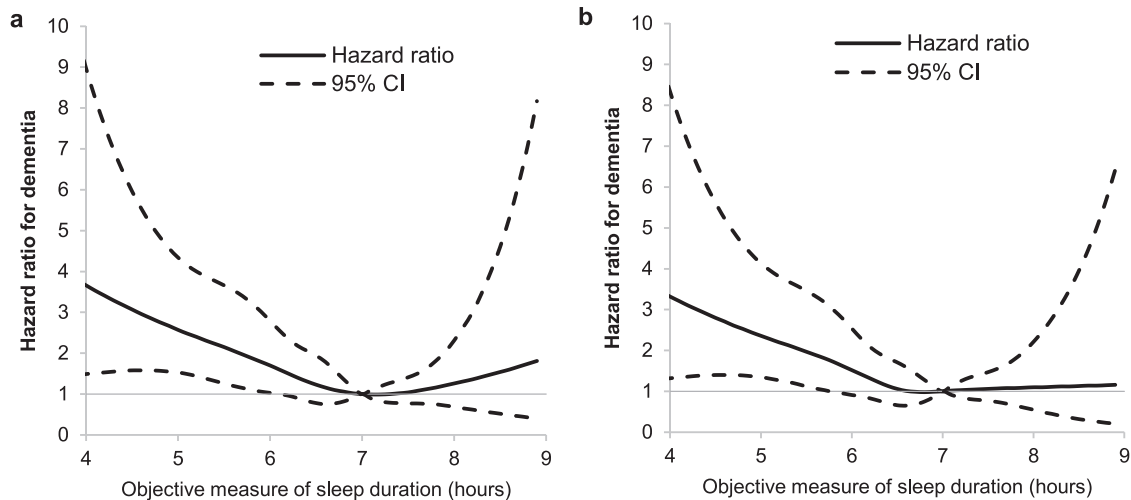 a
Hazard ratio for dementia
10
9
8
7
6
5
4
3
2
1
0
Hazard ratio
95% CI
4 5 6 7 8 9
Objective measure of sleep duration (hours)
b
Hazard ratio for dementia
10
9
8
7
6
5
4
3
2
1
0
Hazard ratio
95% CI
4 5 6 7 8 9
Objective measure of sleep duration (hours)